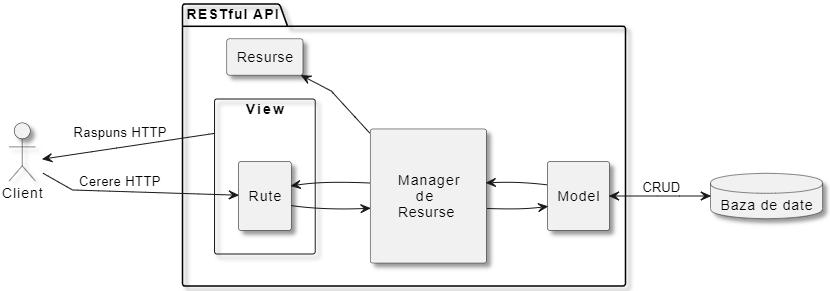 RESTful API
Resurse
View
Raspuns HTTP
Client
Cerere HTTP
Rute
Manager
de
Resurse
Model
CRUD
Baza de date